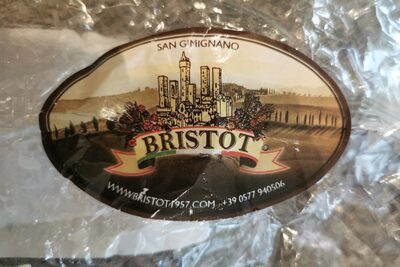 SAN GIMIGNANO
BRISTOT
WWW.BRISTOT1957.COM +39 0577 940506